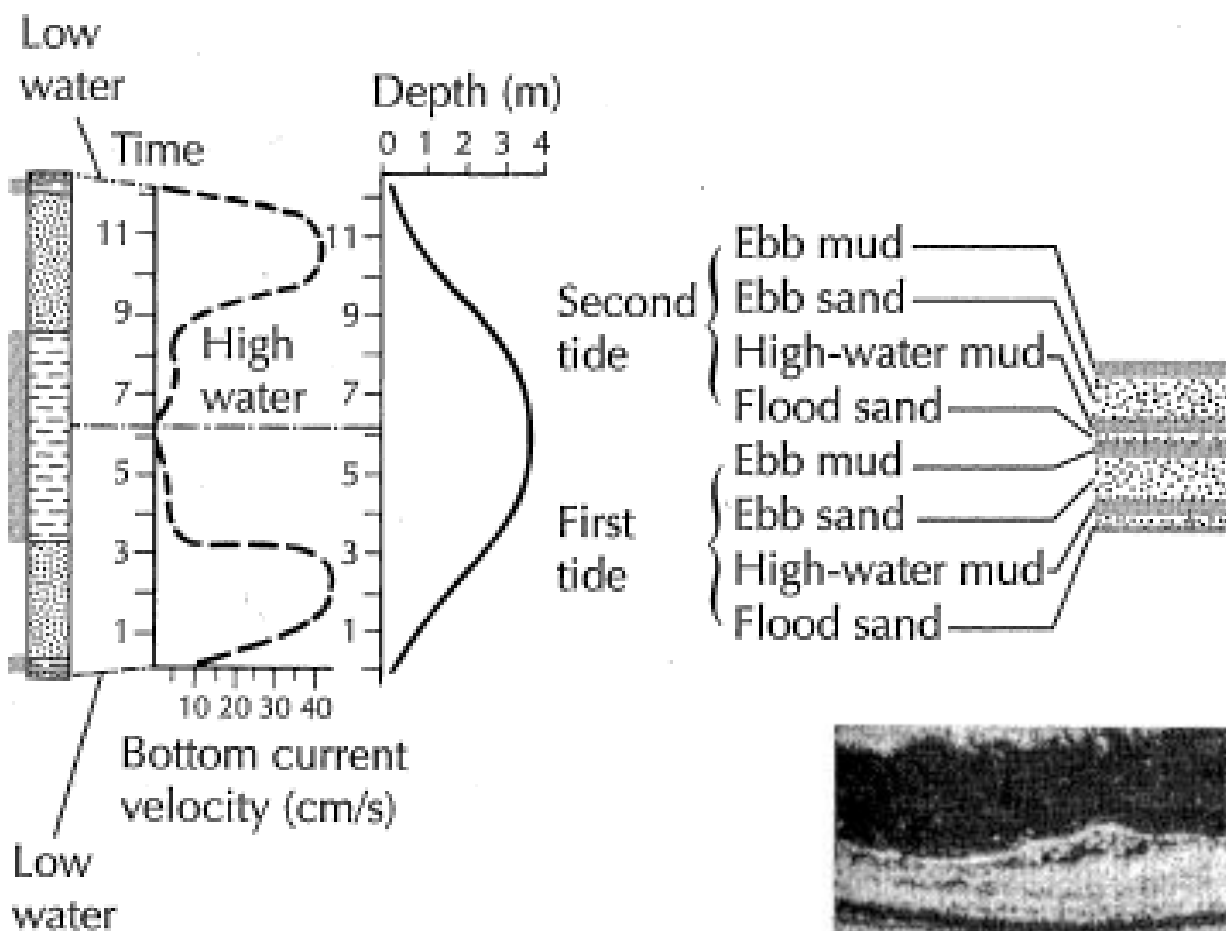 Low
water
Time
11
9
7
5
3
1
High
water
10 20 30 40
Bottom current
velocity (cm/s)
Low
water
Depth (m)
0 1 2 3 4
11
9
7
5
3
1
Second
tide
Ebb mud
Ebb sand
High-water mud
Flood sand
First
tide
Ebb mud
Ebb sand
High-water mud
Flood sand